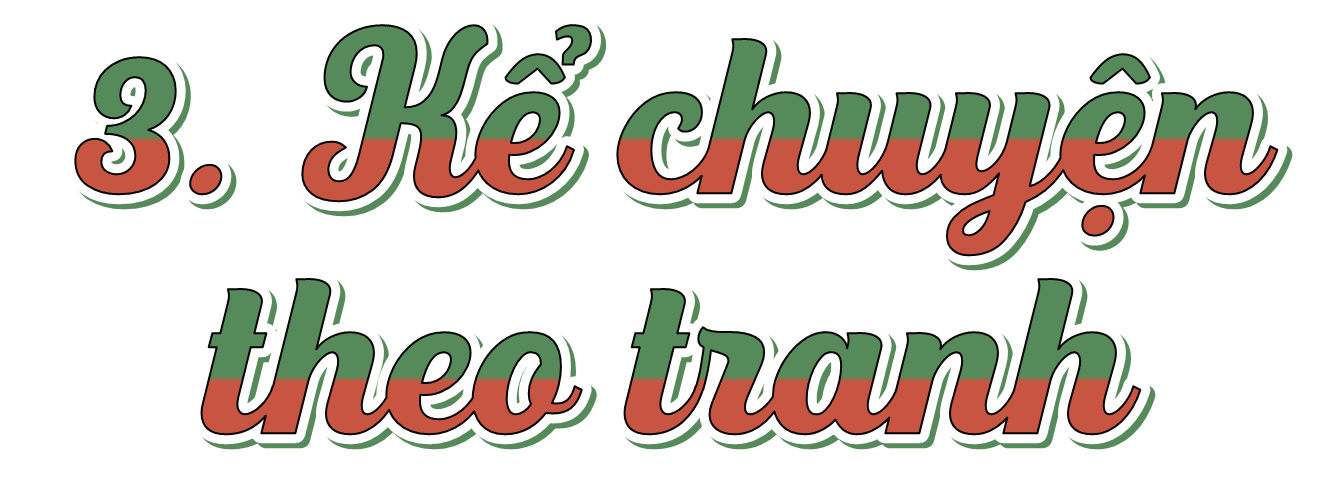 3. Kể chuyện
theo tranh